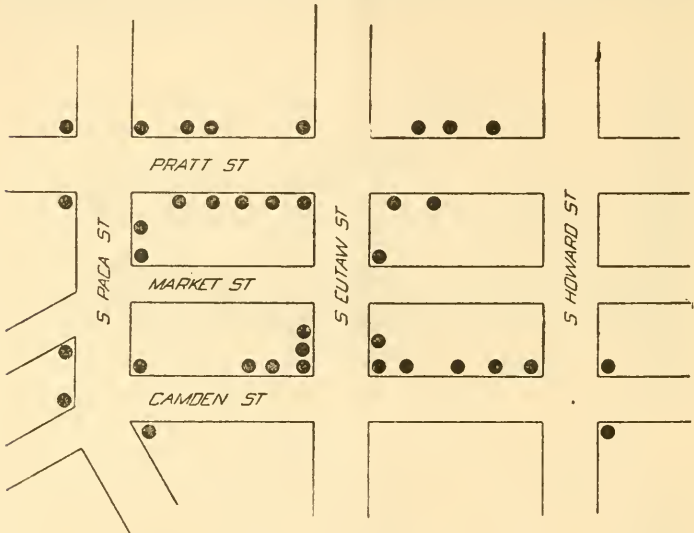 PRATT ST
S PACA ST
MARKET ST
S EUTAW ST
S HOWARD ST
CAMDEN ST